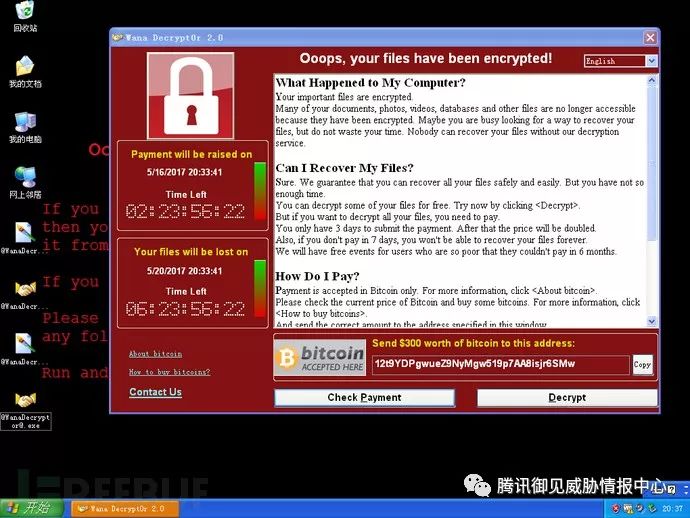 回收站
我的文档
我的电脑
网上邻居
@WanaDecr...
@WanaDecr...
@WanaDecrypt
or@.exe
Oo
If you
then yo
it from
If you
Please
any fol
Run and
Wana Decrypt0r 2.0
Ooops, your files have been encrypted!
English
Payment will be raised on
5/16/2017 20:33:41
Time Left
02:23:56:22
Your files will be lost on
5/20/2017 20:33:41
Time Left
06:23:56:22
About bitcoin
How to buy bitcoins?
Contact Us
What Happened to My Computer?
Your important files are encrypted.
Many of your documents, photos, videos, databases and other files are no longer accessible
because they have been encrypted. Maybe you are busy looking for a way to recover your
files, but do not waste your time. Nobody can recover your files without our decryption
service.
Can I Recover My Files?
Sure. We guarantee that you can recover all your files safely and easily. But you have not so
enough time.
You can decrypt some of your files for free. Try now by clicking <Decrypt>.
But if you want to decrypt all your files, you need to pay.
You only have 3 days to submit the payment. After that the price will be doubled.
Also, if you don't pay in 7 days, you won't be able to recover your files forever.
We will have free events for users who are so poor that they couldn't pay in 6 months.
How Do I Pay?
Payment is accepted in Bitcoin only. For more information, click <About bitcoin>.
Please check the current price of Bitcoin and buy some bitcoins. For more information, click
<How to buy bitcoins>.
And send the correct amount to the address specified in this window.
bitcoin
ACCEPTED HERE
Send $300 worth of bitcoin to this address:
12t9YDPgwueZ9NyMgw519p7AA8isjr6SMw
Copy
Check Payment
Decrypt
腾讯御见威胁情报中心
开始
Wana Decrypt0r 2.0
20:37